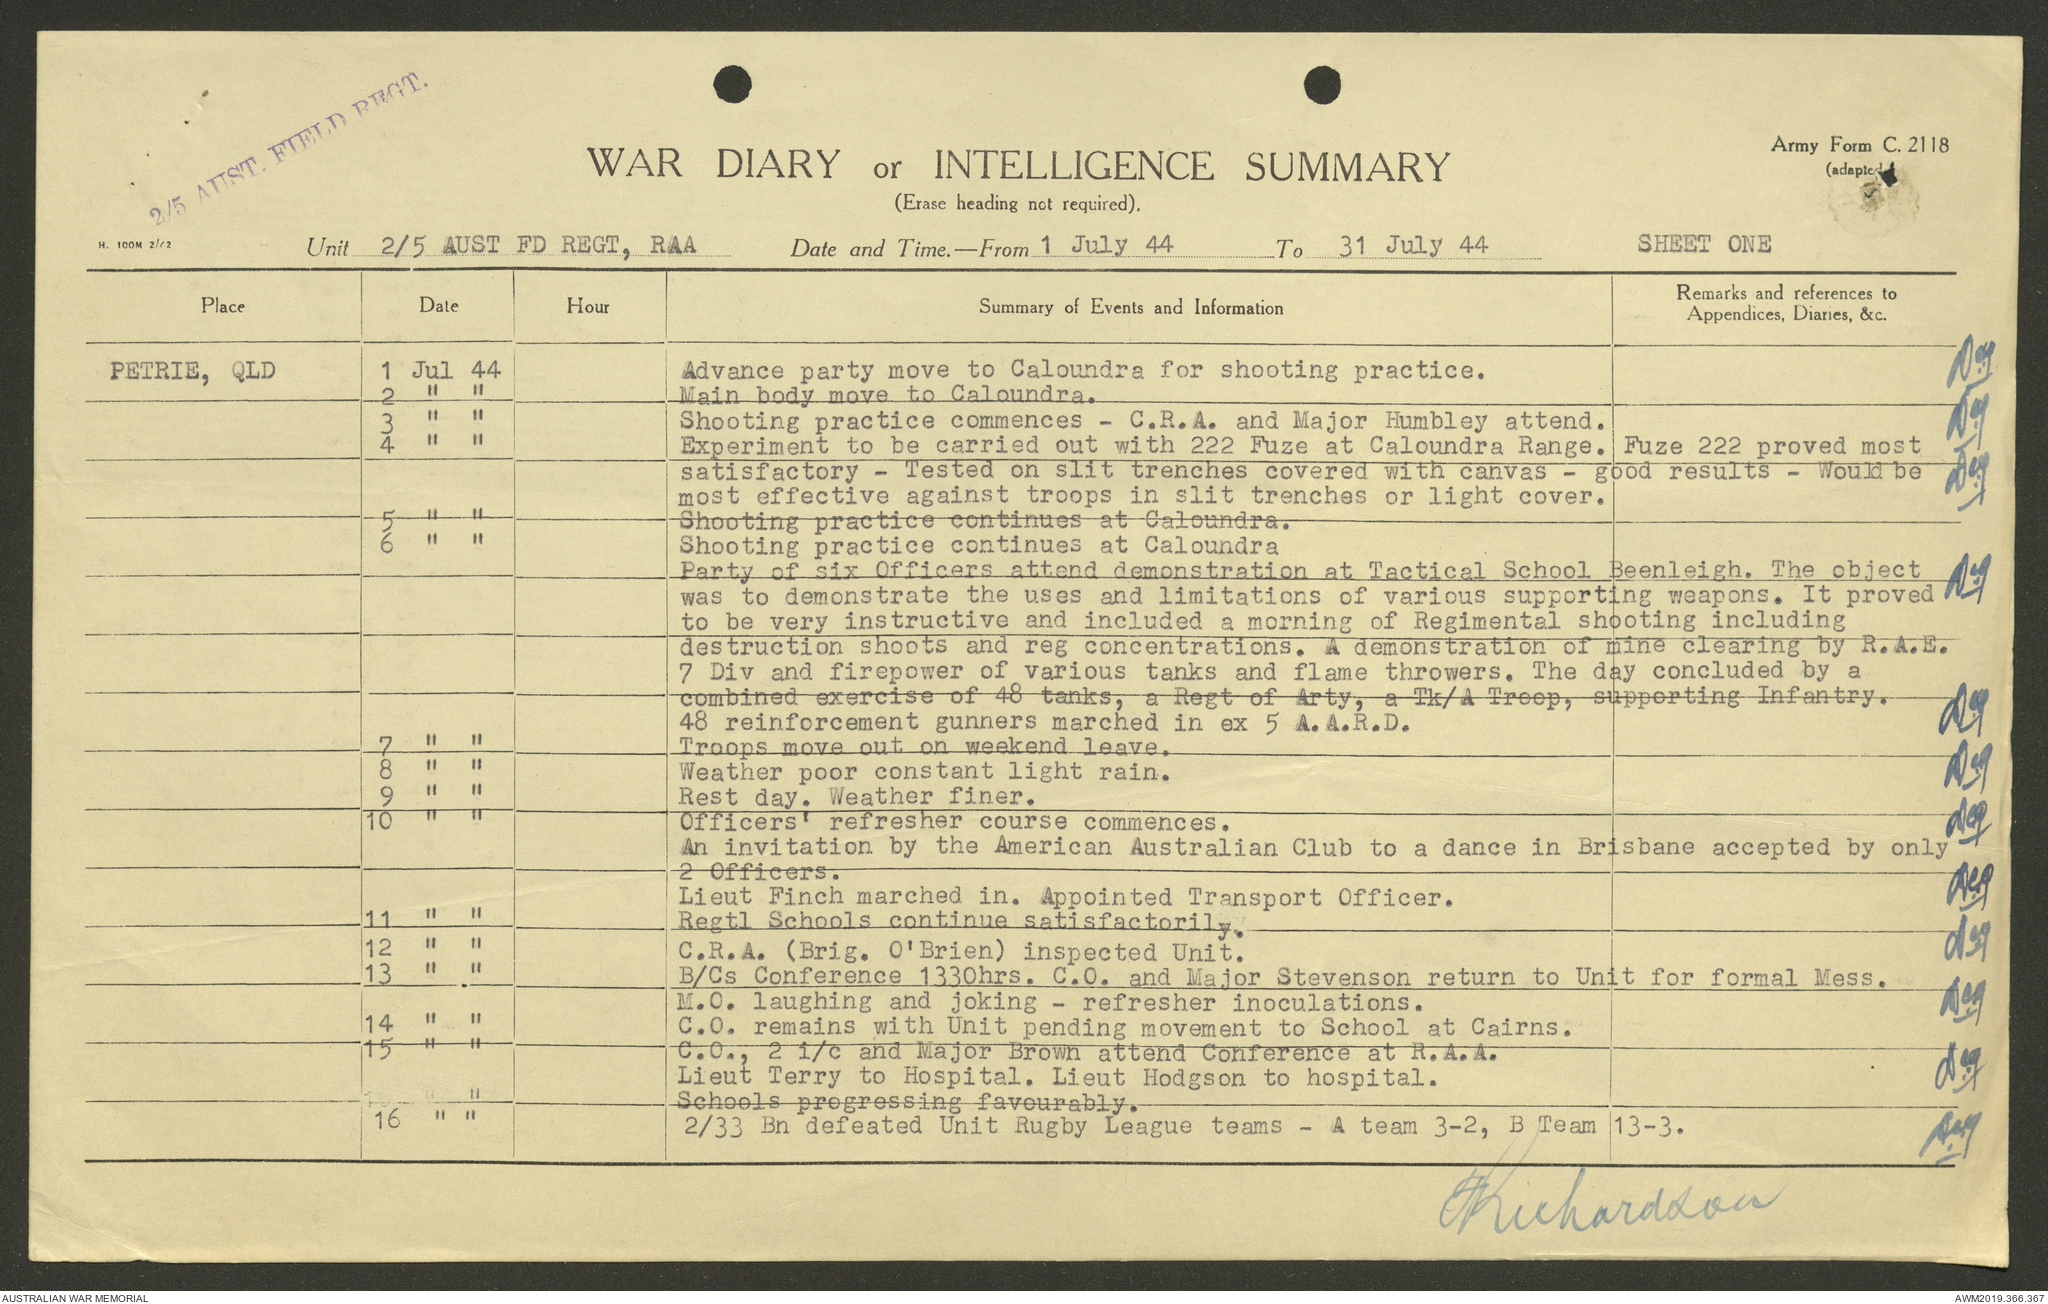 2/5 AUST. FIELD REGT.
WAR DIARY or INTELLIGENCE SUMMARY
(Erase heading not required).
Army Form C. 2118
(adapted)
H. 100M 2/42
Unit 2/5 AUST FD REGT, RAA Date and Time.—From 1 July 44 To 31 July 44 SHEET ONE
Place Date Hour Summary of Events and Information Remarks and references to
Appendices, Diaries, &c.
PETRIE, QLD 1 Jul 44 Advance party move to Caloundra for shooting practice.
2 " " Main body move to Caloundra.
3 " " Shooting practice commences - C.R.A. and Major Humbley attend.
4 " " Experiment to be carried out with 222 Fuze at Caloundra Range. Fuze 222 proved most
satisfactory - Tested on slit trenches covered with canvas - good results - Would be
most effective against troops in slit trenches or light cover.
5 " " Shooting practice continues at Caloundra.
6 " " Shooting practice continues at Caloundra
Party of six Officers attend demonstration at Tactical School Beenleigh. The object
was to demonstrate the uses and limitations of various supporting weapons. It proved
to be very instructive and included a morning of Regimental shooting including
destruction shoots and reg concentrations. A demonstration of mine clearing by R.A.E.
7 Div and firepower of various tanks and flame throwers. The day concluded by a
combined exercise of 48 tanks, a Regt of Arty, a Tk/A Troop, supporting Infantry.
48 reinforcement gunners marched in ex 5 A.A.R.D.
7 " " Troops move out on weekend leave.
8 " " Weather poor constant light rain.
9 " " Rest day. Weather finer.
10 " " Officers' refresher course commences.
An invitation by the American Australian Club to a dance in Brisbane accepted by only
2 Officers.
Lieut Finch marched in. Appointed Transport Officer.
11 " " Regtl Schools continue satisfactorily.
12 " " C.R.A. (Brig. O'Brien) inspected Unit.
13 " " B/Cs Conference 1330hrs. C.O. and Major Stevenson return to Unit for formal Mess.
M.O. laughing and joking - refresher inoculations.
14 " " C.O. remains with Unit pending movement to School at Cairns.
15 " " C.O., 2 i/c and Major Brown attend Conference at R.A.A.
Lieut Terry to Hospital. Lieut Hodgson to hospital.
Schools progressing favourably.
16 " " 2/33 Bn defeated Unit Rugby League teams - A team 3-2, B Team 13-3.
Richardson
AUSTRALIAN WAR MEMORIAL
AWM2019.366.367